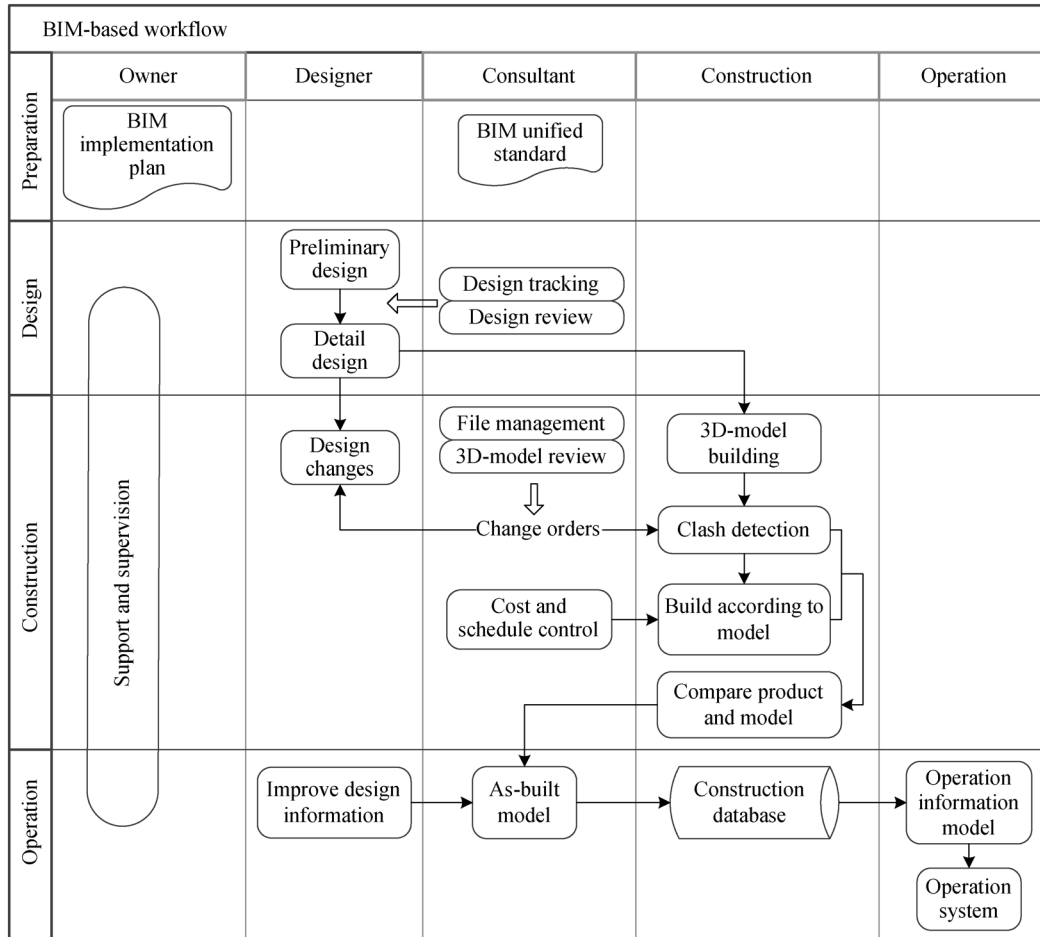 BIM-based workflow
Owner
Designer
Consultant
Construction
Operation
Preparation
BIM
implementation
plan
BIM unified
standard
Design
Preliminary
design
Design tracking
Design review
Detail
design
Construction
Support and supervision
Design
changes
File management
3D-model review
3D-model
building
Change orders
Clash detection
Cost and
schedule control
Build according to
model
Compare product
and model
Operation
Improve design
information
As-built
model
Construction
database
Operation
information
model
Operation
system